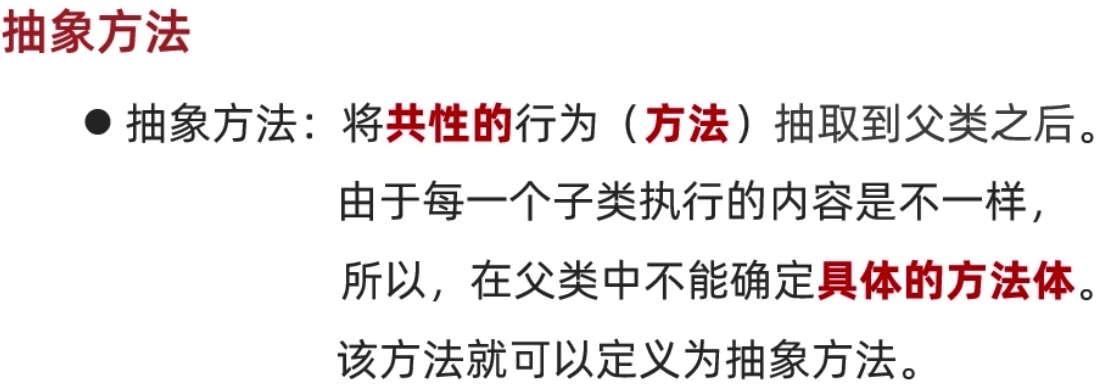 抽象方法
● 抽象方法：将共性的行为（方法）抽取到父类之后。
由于每一个子类执行的内容是不一样，
所以，在父类中不能确定具体的方法体。
该方法就可以定义为抽象方法。